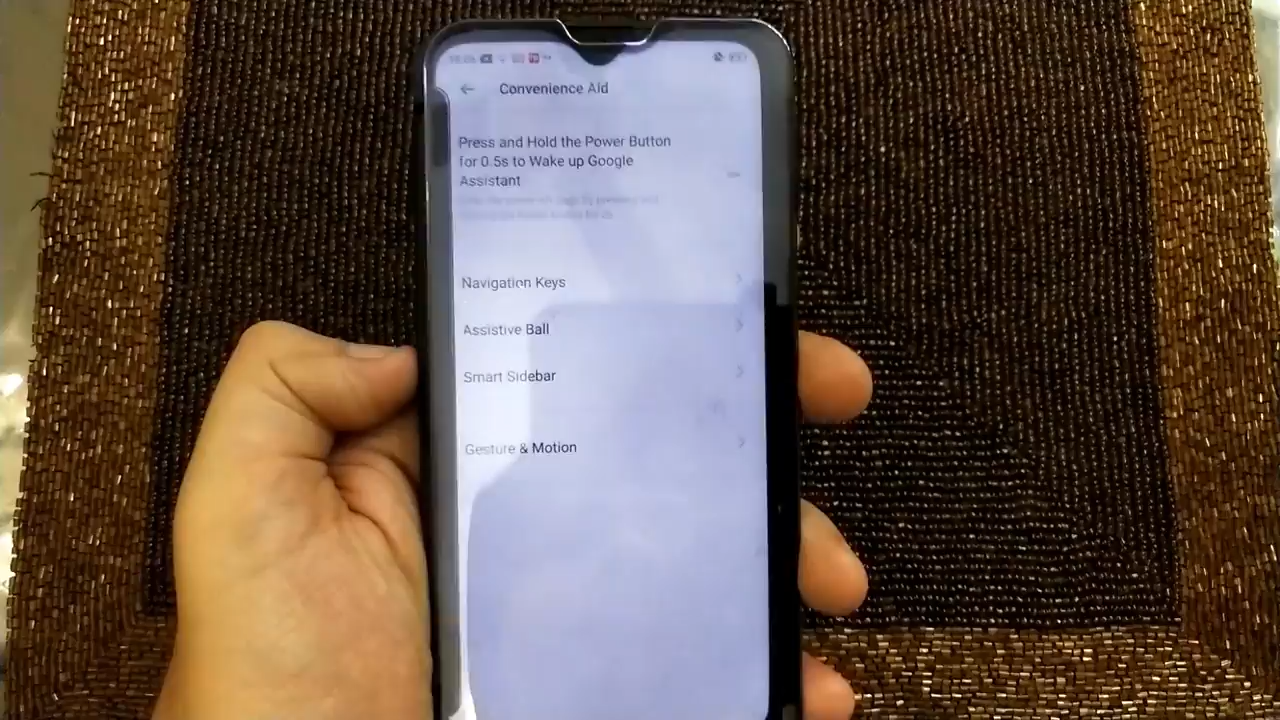 Convenience Aid
Press and Hold the Power Button
for 0.5s to Wake up Google
Assistant
Navigation Keys
Assistive Ball
Smart Sidebar
Gesture & Motion